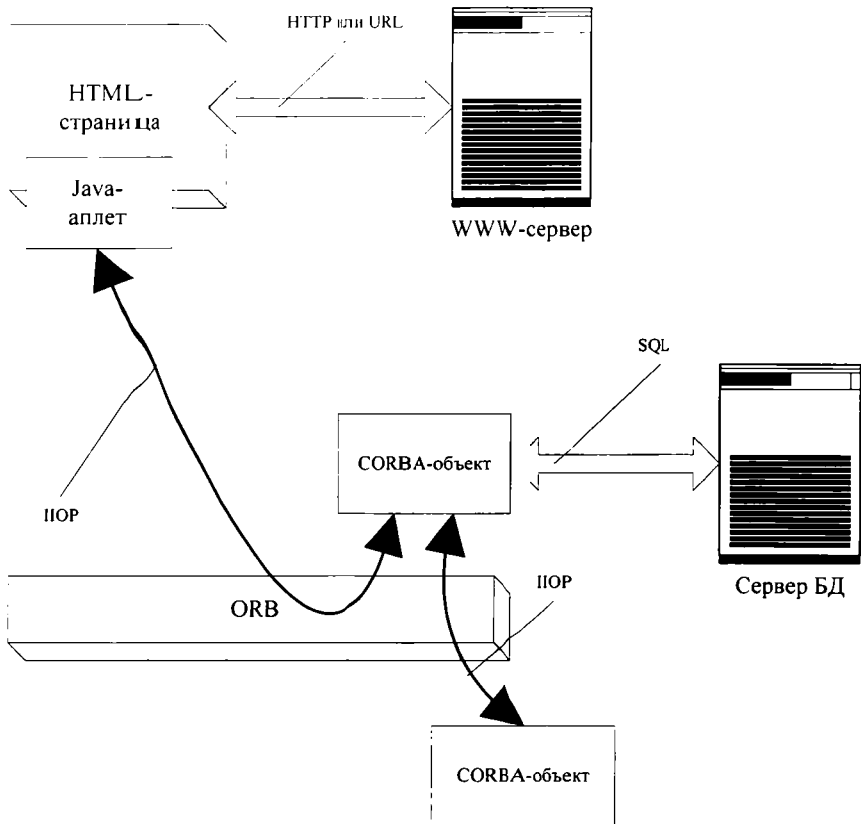 HTTP или URL
HTML-
страница
Java-
аплет
WWW-сервер
SQL
CORBA-объект
IIOP
Сервер БД
ORB
IIOP
CORBA-объект